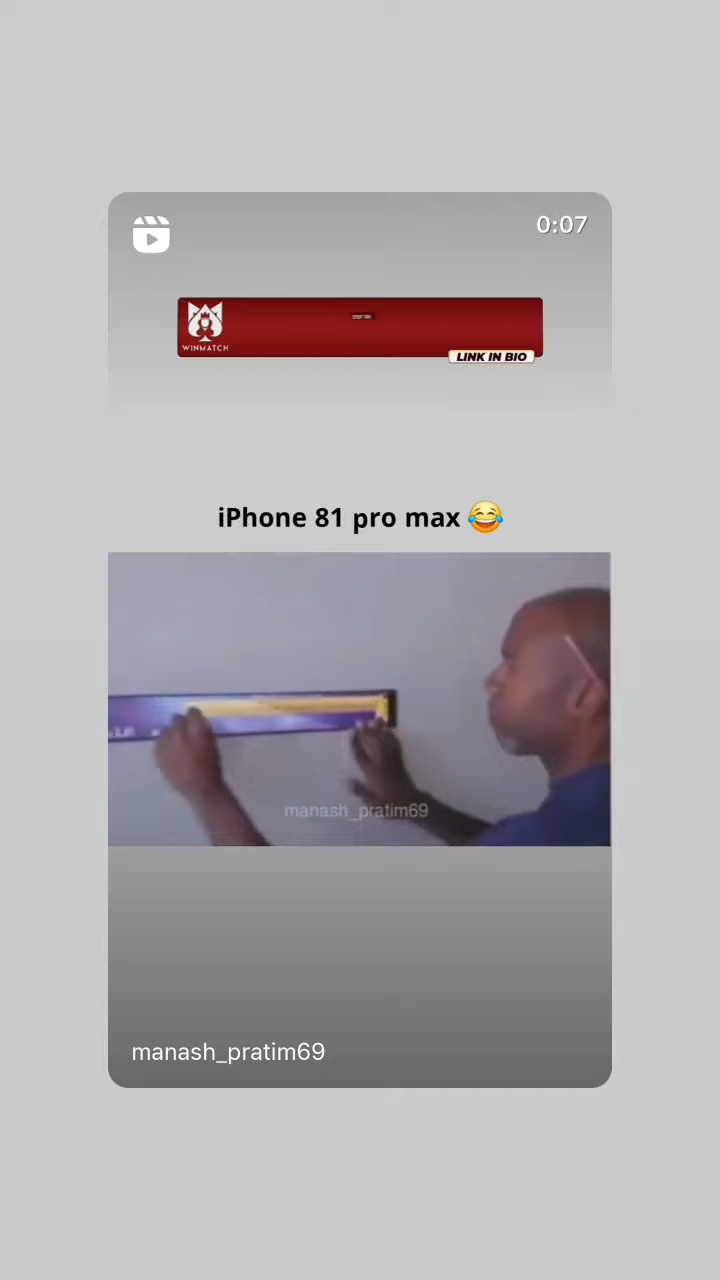 0:07
WINMATCH
LINK IN BIO
iPhone 81 pro max 😂
manash_pratim69
manash_pratim69